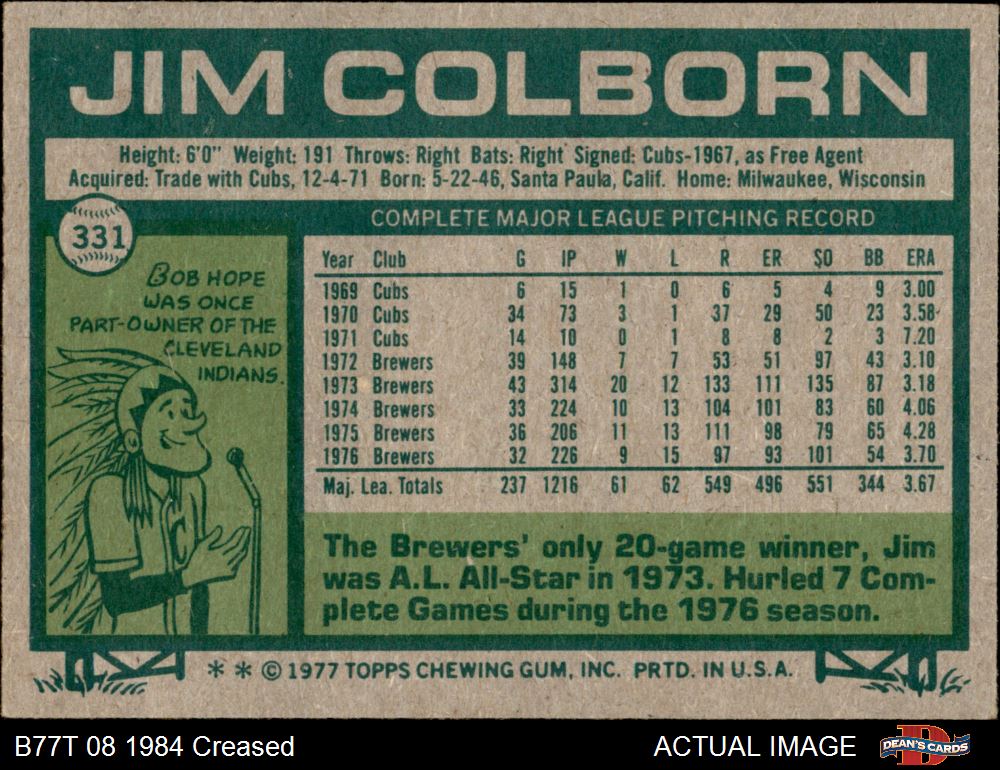 JIM COLBORN
Height: 6'0" Weight: 191 Throws: Right Bats: Right Signed: Cubs-1967, as Free Agent
Acquired: Trade with Cubs, 12-4-71 Born: 5-22-46, Santa Paula, Calif. Home: Milwaukee, Wisconsin
331
BOB HOPE
WAS ONCE
PART-OWNER OF THE
CLEVELAND
INDIANS.
C
COMPLETE MAJOR LEAGUE PITCHING RECORD
Year Club G IP W L R ER SO BB ERA
1969 Cubs 6 15 1 0 6 5 4 9 3.00
1970 Cubs 34 73 3 1 37 29 50 23 3.58
1971 Cubs 14 10 0 1 8 8 2 3 7.20
1972 Brewers 39 148 7 7 53 51 97 43 3.10
1973 Brewers 43 314 20 12 133 111 135 87 3.18
1974 Brewers 33 224 10 13 104 101 83 60 4.06
1975 Brewers 36 206 11 13 111 98 79 65 4.28
1976 Brewers 32 226 9 15 97 93 101 54 3.70
Maj. Lea. Totals 237 1216 61 62 549 496 551 344 3.67
The Brewers' only 20-game winner, Jim
was A.L. All-Star in 1973. Hurled 7 Com-
plete Games during the 1976 season.
* * © 1977 TOPPS CHEWING GUM, INC. PRTD. IN U.S.A.
B77T 08 1984 Creased
ACTUAL IMAGE
D
DEAN'S CARDS